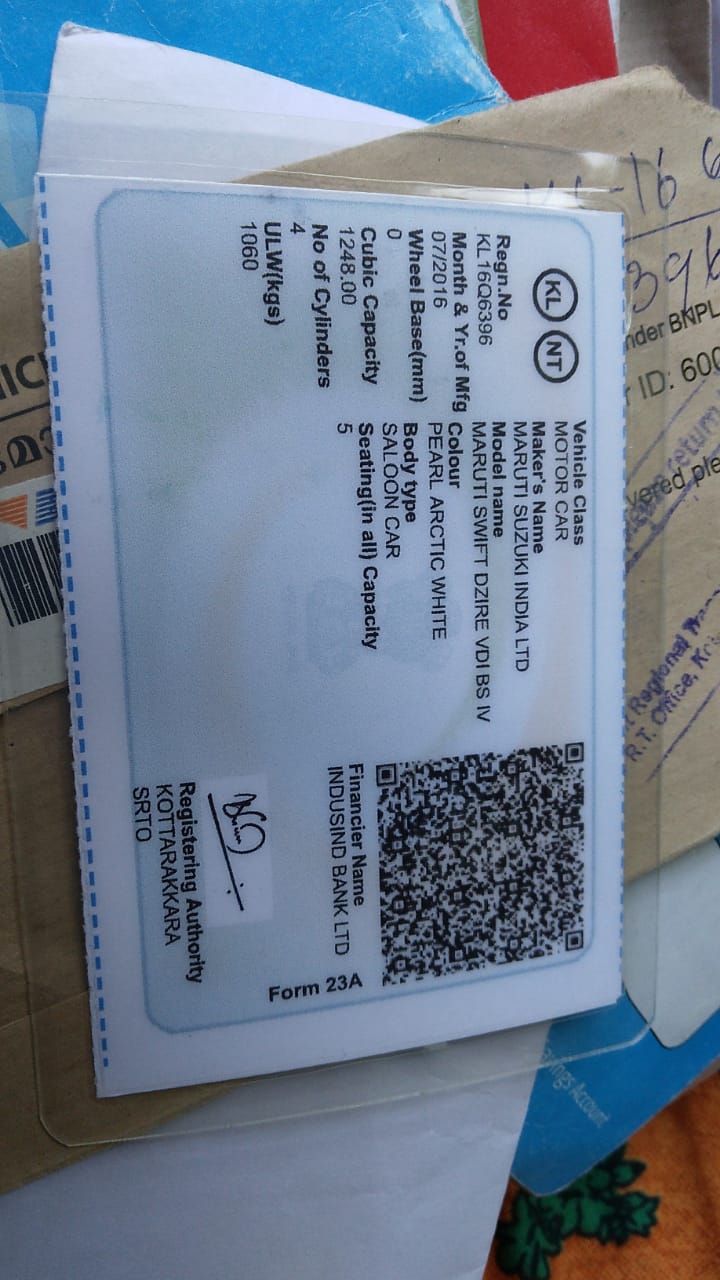 KL NT
Regn.No
KL16Q6396
Month & Yr.of Mfg
07/2016
Wheel Base(mm)
0
Cubic Capacity
1248.00
No of Cylinders
4
ULW(kgs)
1060
Vehicle Class
MOTOR CAR
Maker's Name
MARUTI SUZUKI INDIA LTD
Model name
MARUTI SWIFT DZIRE VDI BS IV
Colour
PEARL ARCTIC WHITE
Body type
SALOON CAR
Seating(in all) Capacity
5
Financier Name
INDUSIND BANK LTD
Registering Authority
KOTTARAKKARA
SRTO
Form 23A
nder BNPL
ID: 600
vered ple
Regional
R.T. Office,
Account